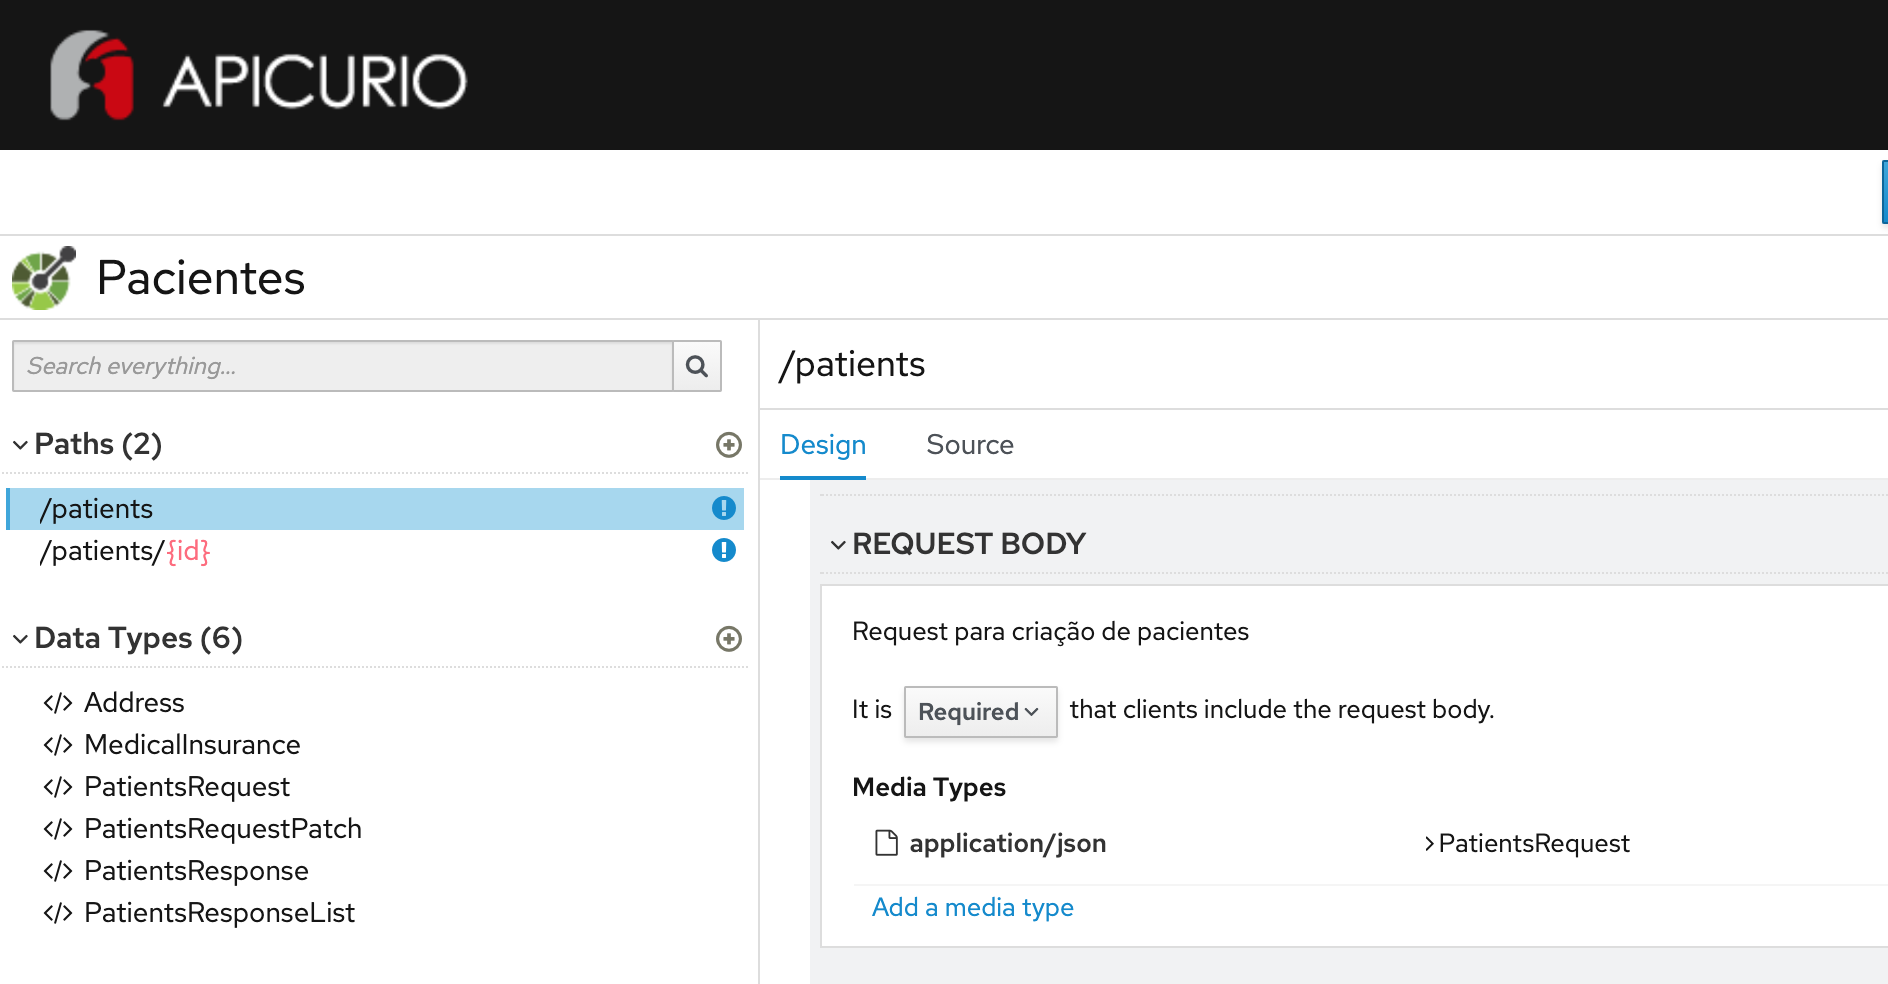 APICURIO
Pacientes
Search everything...
Paths (2)
/patients
/patients/{id}
Data Types (6)
</> Address
</> MedicalInsurance
</> PatientsRequest
</> PatientsRequestPatch
</> PatientsResponse
</> PatientsResponseList
/patients
Design Source
REQUEST BODY
Request para criação de pacientes
It is Required that clients include the request body.
Media Types
application/json > PatientsRequest
Add a media type